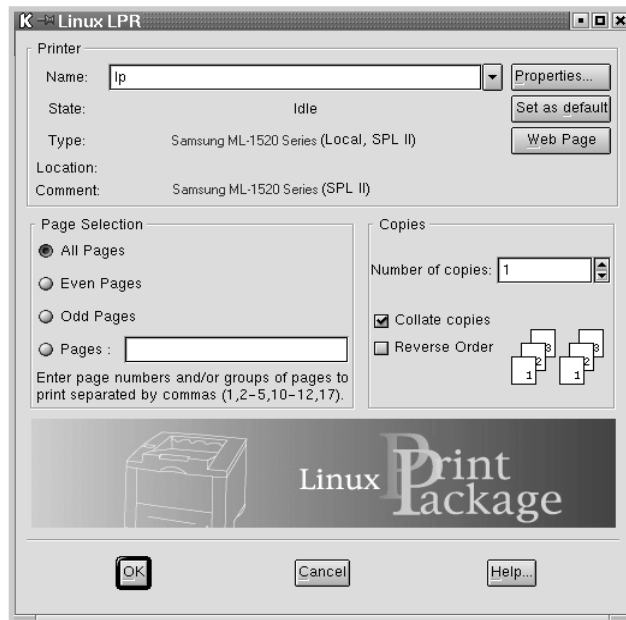 Linux LPR
Printer
Name: lp Properties...
State: Idle Set as default
Type: Samsung ML-1520 Series (Local, SPL II) Web Page
Location:
Comment: Samsung ML-1520 Series (SPL II)
Page Selection
All Pages
Even Pages
Odd Pages
Pages :
Enter page numbers and/or groups of pages to
print separated by commas (1,2-5,10-12,17).
Copies
Number of copies: 1
Collate copies
Reverse Order
3 3
2 2
1 1
Linux Print
Package
OK Cancel Help...